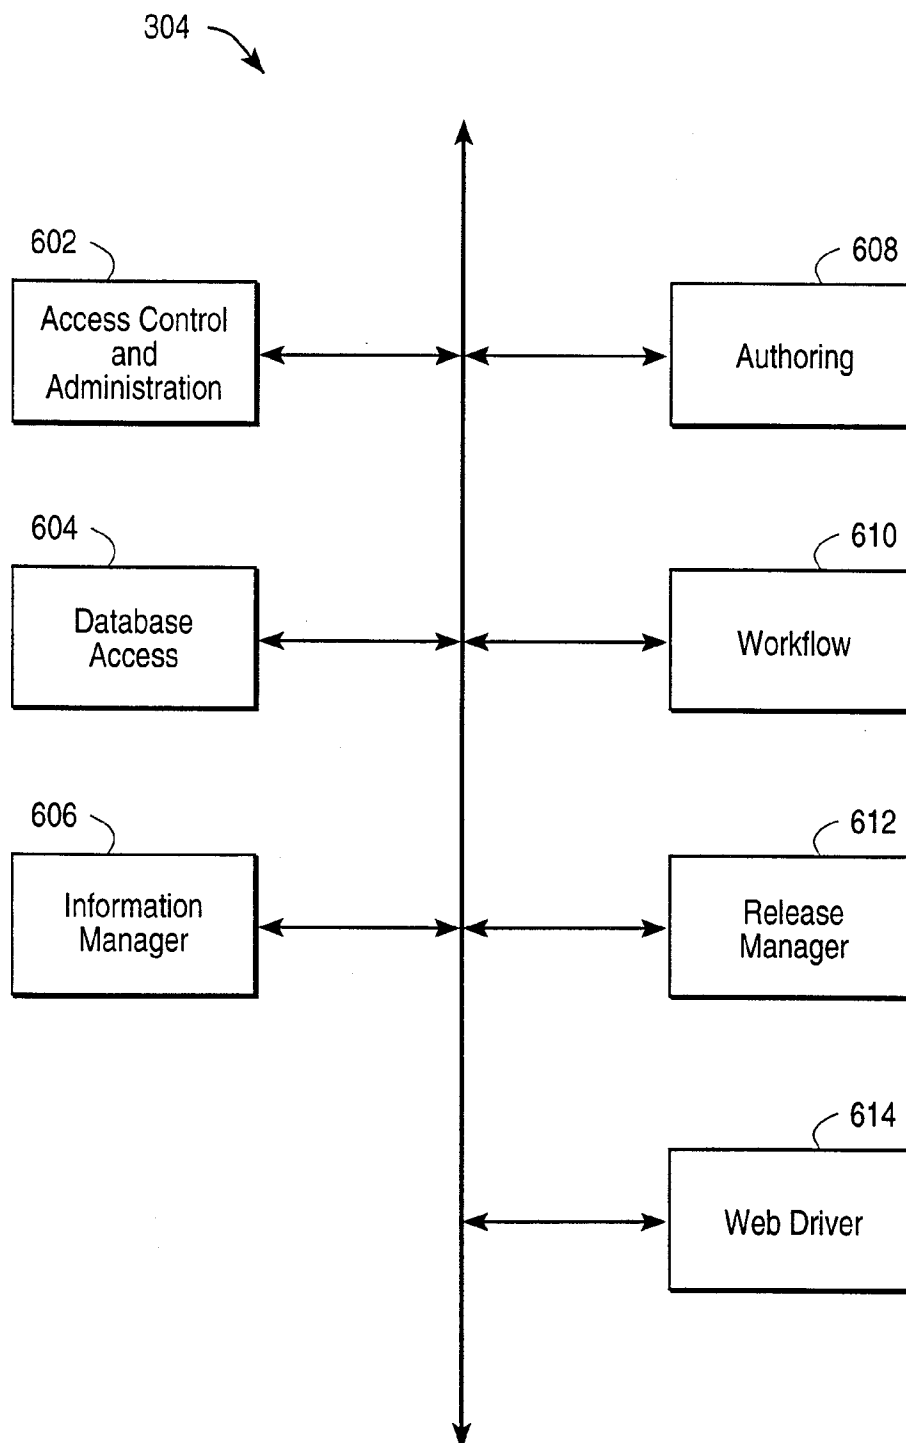 304
602
Access Control
and
Administration
608
Authoring
604
Database
Access
610
Workflow
606
Information
Manager
612
Release
Manager
614
Web Driver